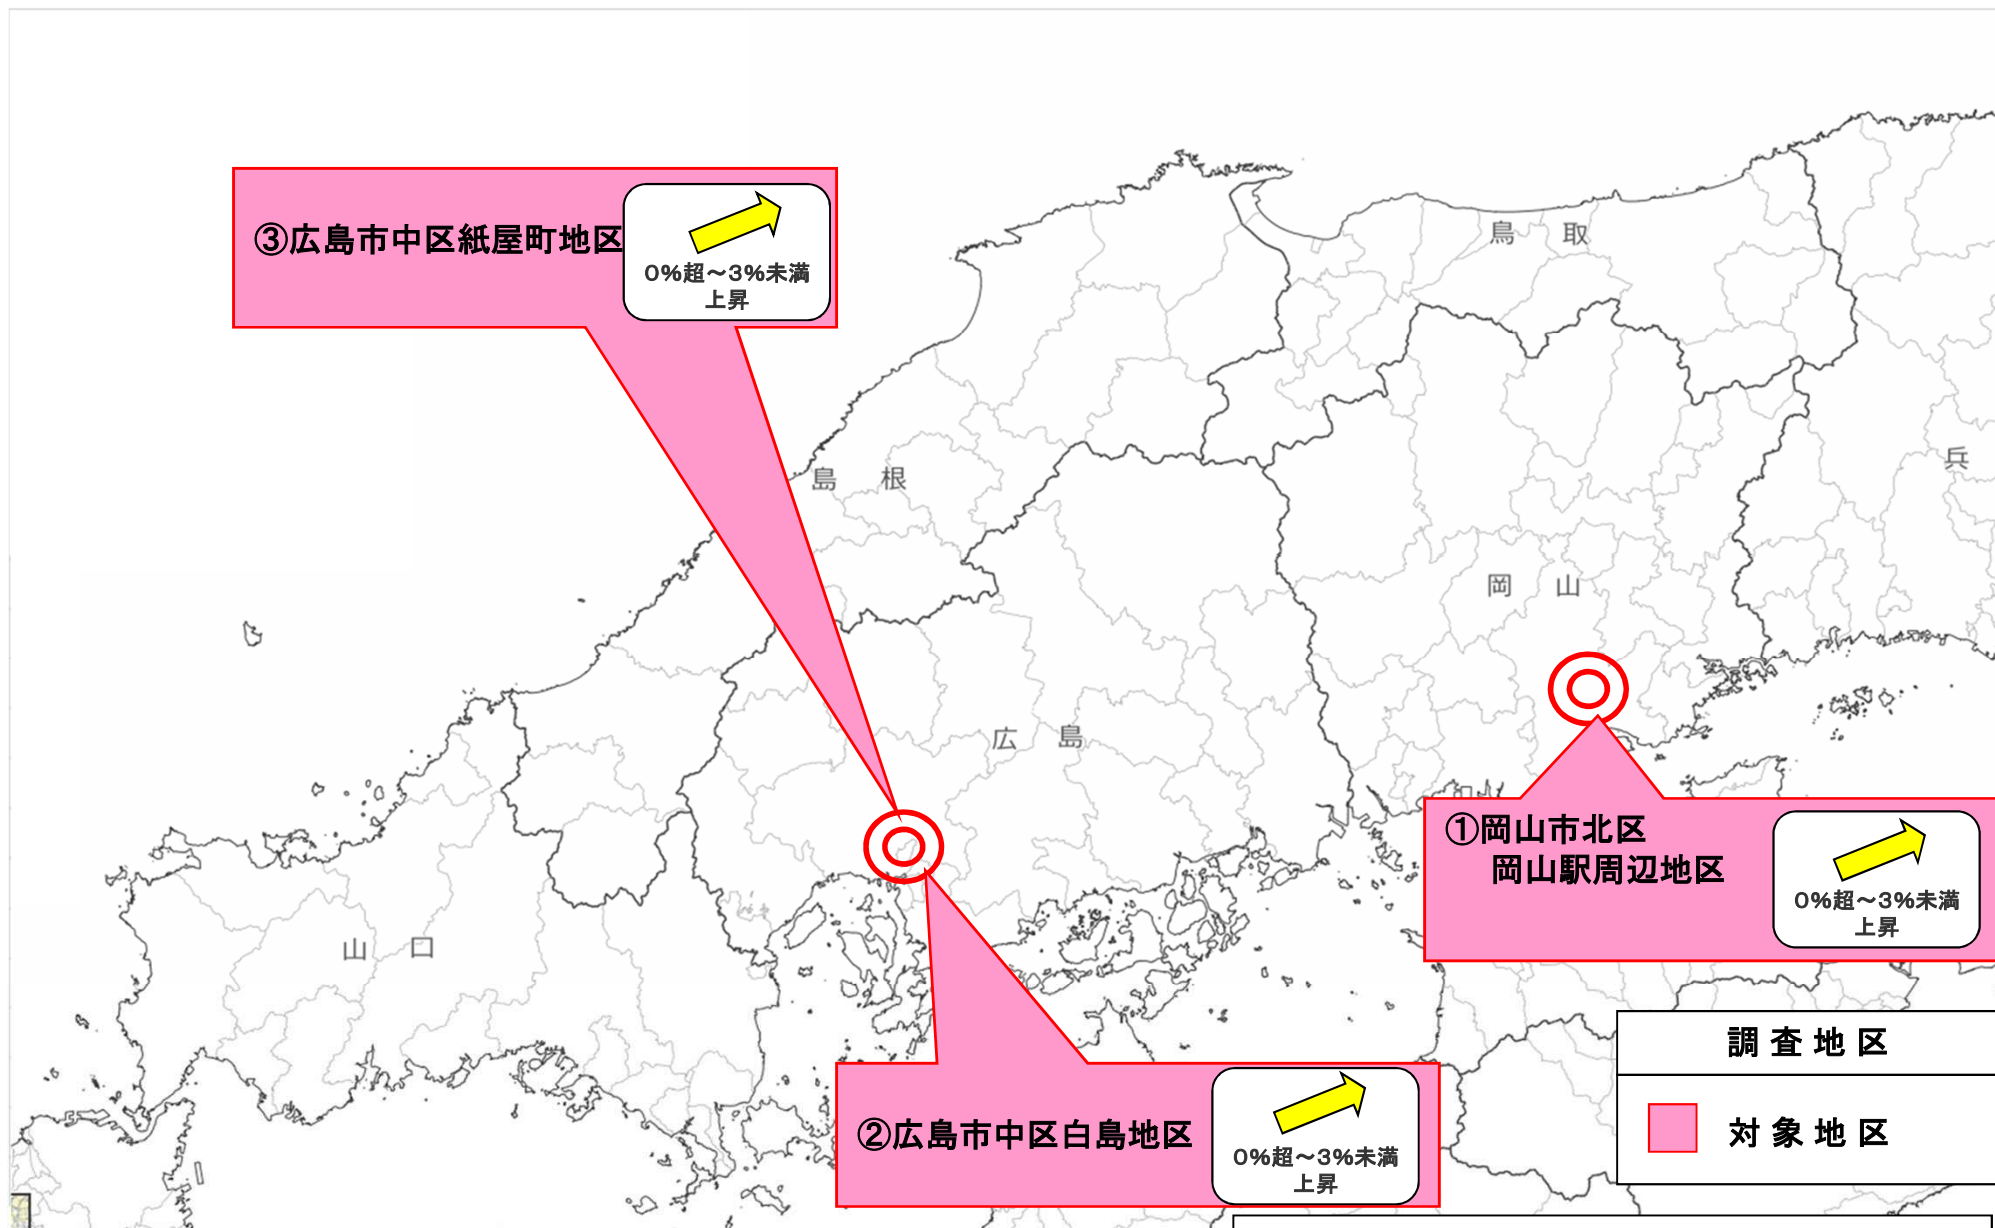 ③広島市中区紙屋町地区
0%超～3%未満
上昇
鳥 取
島 根
兵
岡 山
広 島
①岡山市北区
岡山駅周辺地区
0%超～3%未満
上昇
山 口
調 査 地 区
対 象 地 区
②広島市中区白島地区
0%超～3%未満
上昇